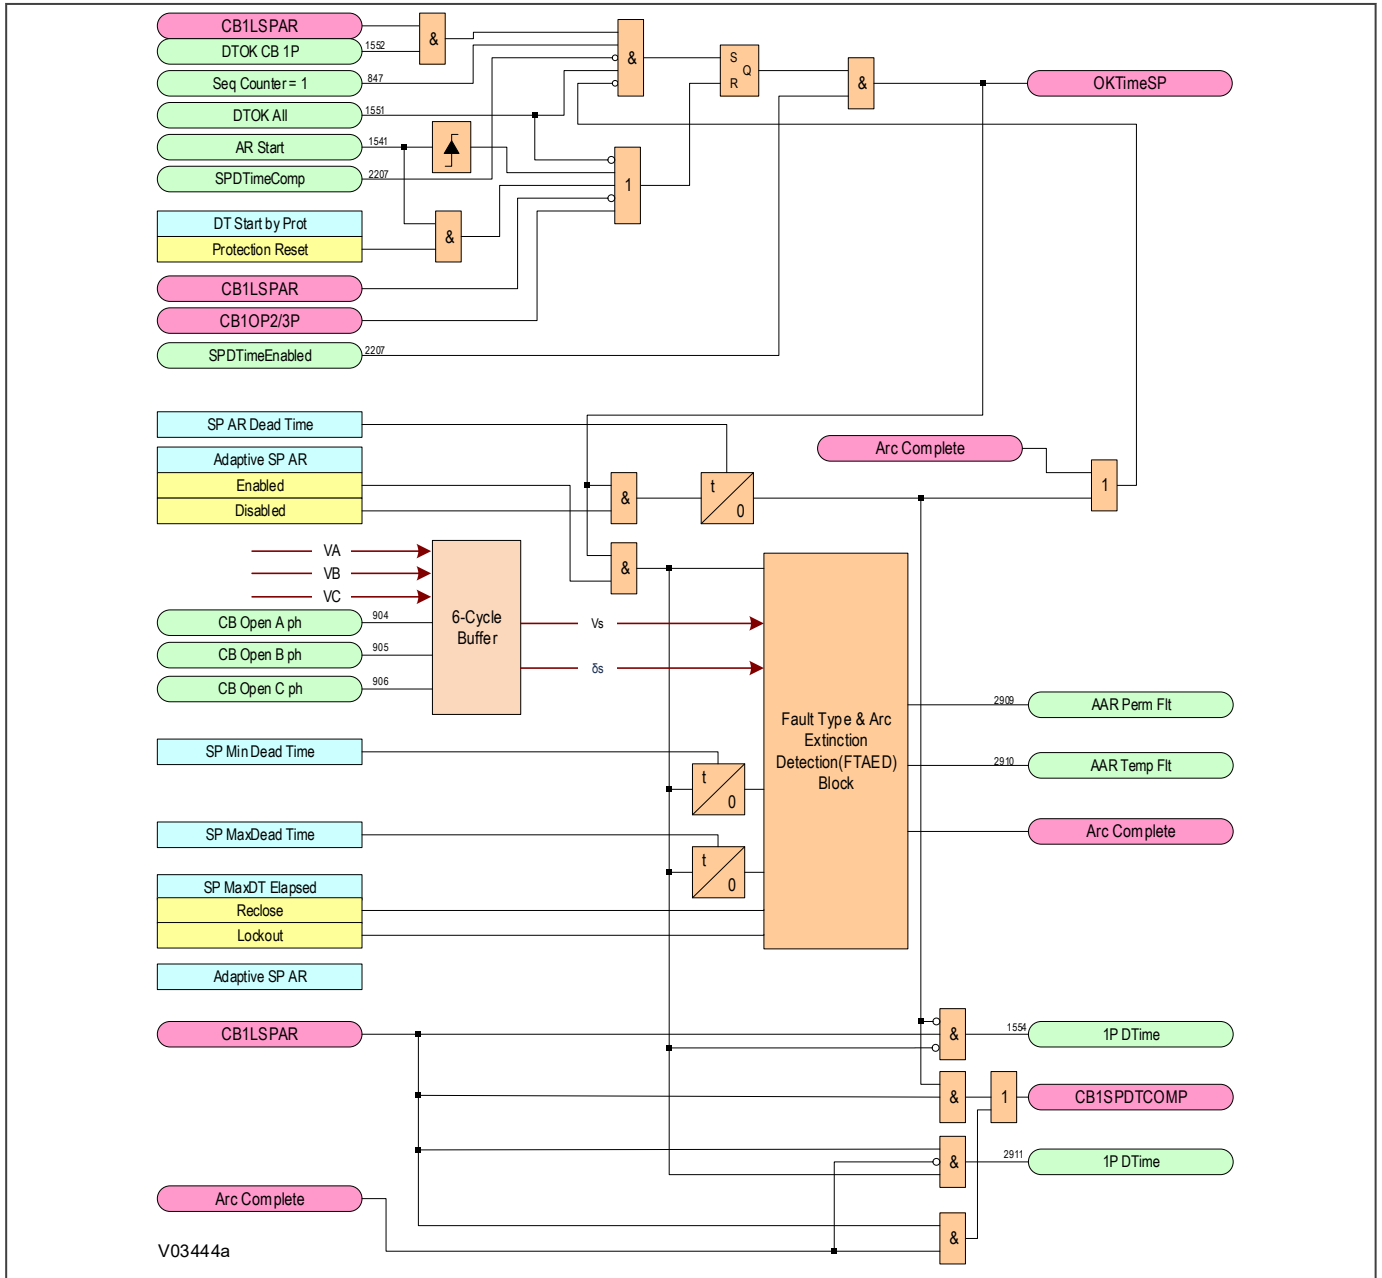 CB1LSPAR
DTOK CB 1P
1552
&
&
Seq Counter = 1
847
S
Q
R
&
OKTimeSP
DTOK All
1551
AR Start
1541
SPDTimeComp
2207
1
DT Start by Prot
Protection Reset
&
CB1LSPAR
CB1OP2/3P
SPDTimeEnabled
2207
SP AR Dead Time
Arc Complete
Adaptive SP AR
Enabled
Disabled
&
t
0
1
VA
VB
VC
&
CB Open A ph
904
CB Open B ph
905
CB Open C ph
906
6-Cycle
Buffer
Vs
δs
Fault Type & Arc
Extinction
Detection(FTAED)
Block
2909
AAR Perm Flt
2910
AAR Temp Flt
Arc Complete
SP Min Dead Time
t
0
SP MaxDead Time
t
0
SP MaxDT Elapsed
Reclose
Lockout
Adaptive SP AR
CB1LSPAR
&
1554
1P DTime
&
1
CB1SPDTCOMP
&
2911
1P DTime
Arc Complete
&
V03444a